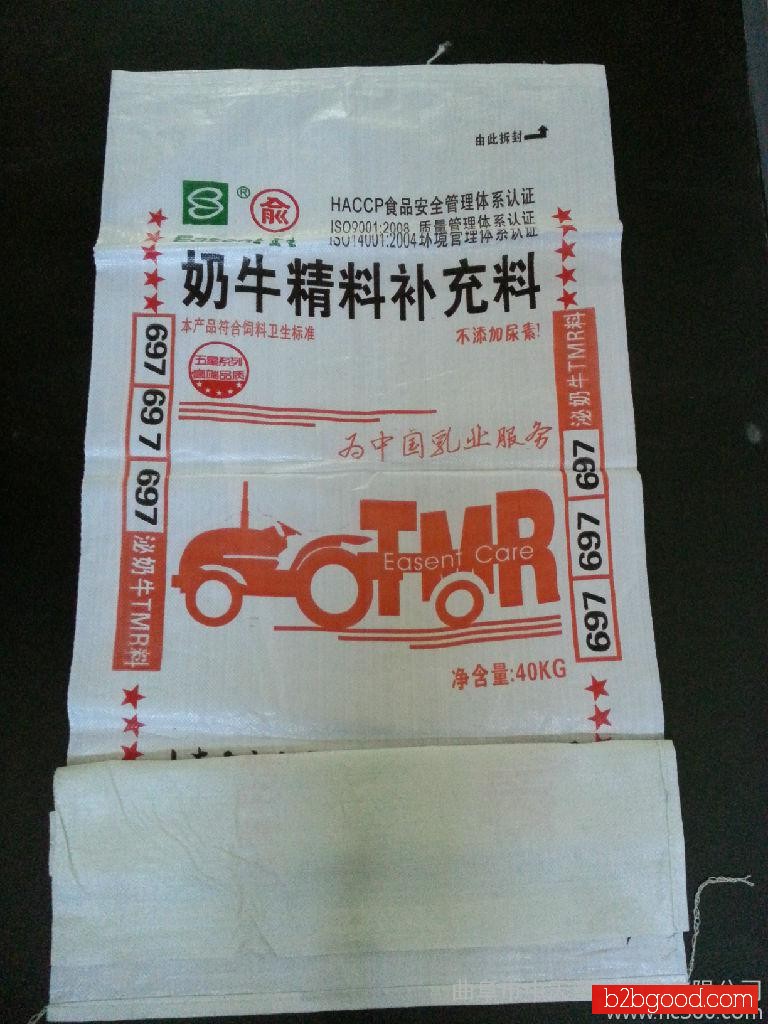 由此拆封
®
俞
HACCP食品安全管理体系认证
ISO9001:2008 质量管理体系认证
ISO14001:2004环境管理体系认证
奶牛精料补充料
本产品符合饲料卫生标准
不添加尿素!
五星系列
高端品质
为中国乳业服务
TMR
Easent Care
净含量:40KG
697 697 697 泌奶牛TMR料
泌奶牛TMR料 697 697 697
b2bgood.com